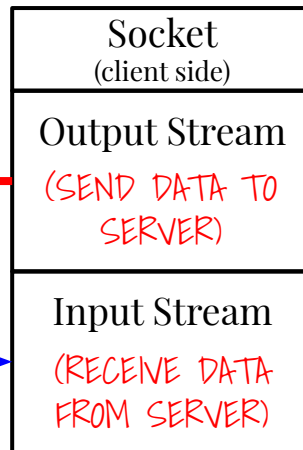 Socket
(client side)
Output Stream
(SEND DATA TO
SERVER)
Input Stream
(RECEIVE DATA
FROM SERVER)